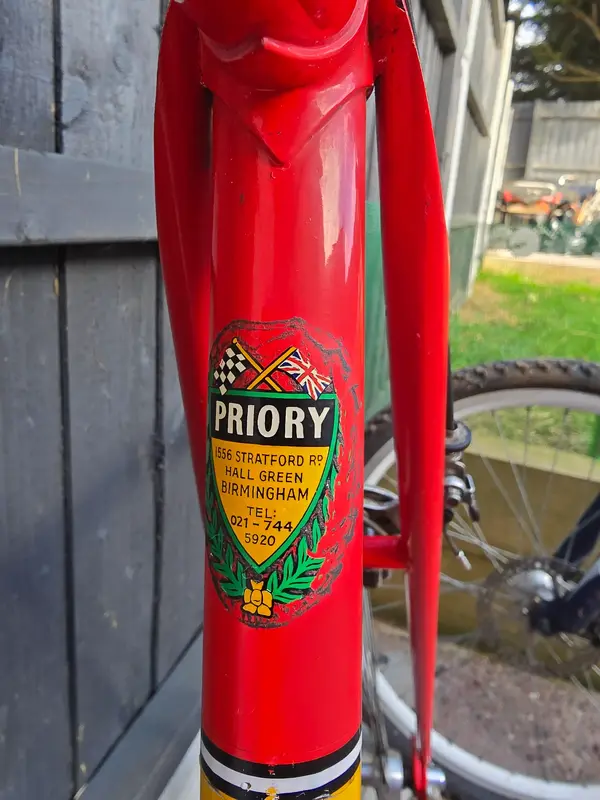 PRIORY
1556 STRATFORD RD
HALL GREEN
BIRMINGHAM
TEL:
021-744
5920